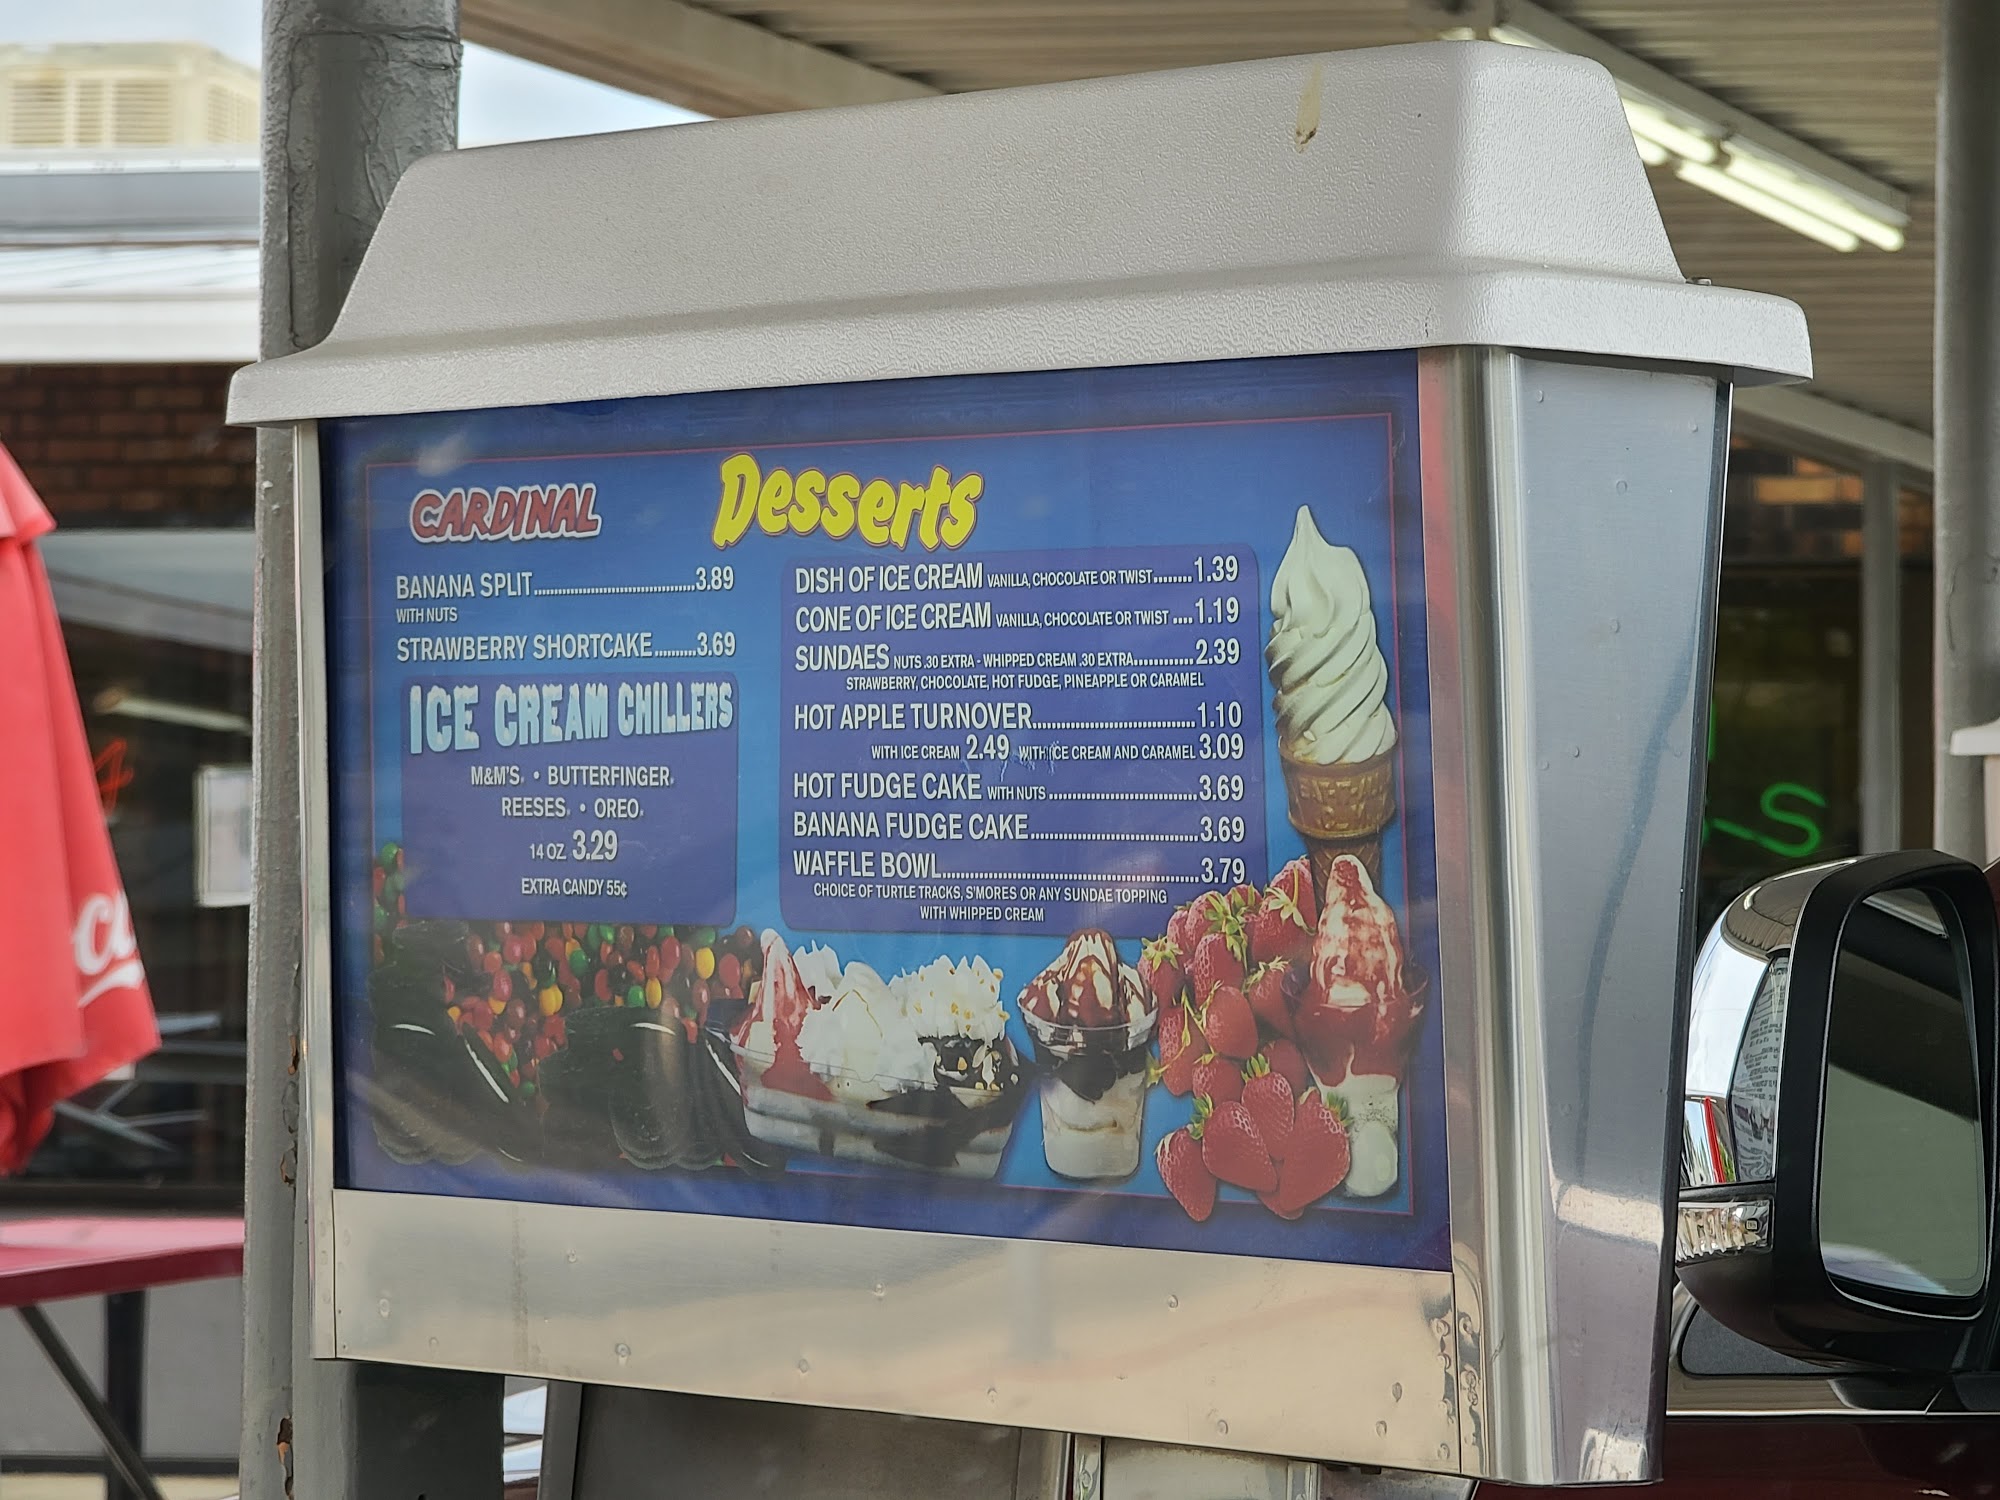 CARDINAL
Desserts
BANANA SPLIT......3.89
WITH NUTS
STRAWBERRY SHORTCAKE..........3.69
ICE CREAM CHILLERS
M&M'S. • BUTTERFINGER.
REESES. • OREO.
14 OZ. 3.29
EXTRA CANDY 55¢
DISH OF ICE CREAM VANILLA, CHOCOLATE OR TWIST........1.39
CONE OF ICE CREAM VANILLA, CHOCOLATE OR TWIST ....1.19
SUNDAES NUTS .30 EXTRA - WHIPPED CREAM .30 EXTRA............2.39
STRAWBERRY, CHOCOLATE, HOT FUDGE, PINEAPPLE OR CARAMEL
HOT APPLE TURNOVER......1.10
WITH ICE CREAM 2.49 WITH ICE CREAM AND CARAMEL 3.09
HOT FUDGE CAKE WITH NUTS ......3.69
BANANA FUDGE CAKE......3.69
WAFFLE BOWL......3.79
CHOICE OF TURTLE TRACKS, S'MORES OR ANY SUNDAE TOPPING
WITH WHIPPED CREAM